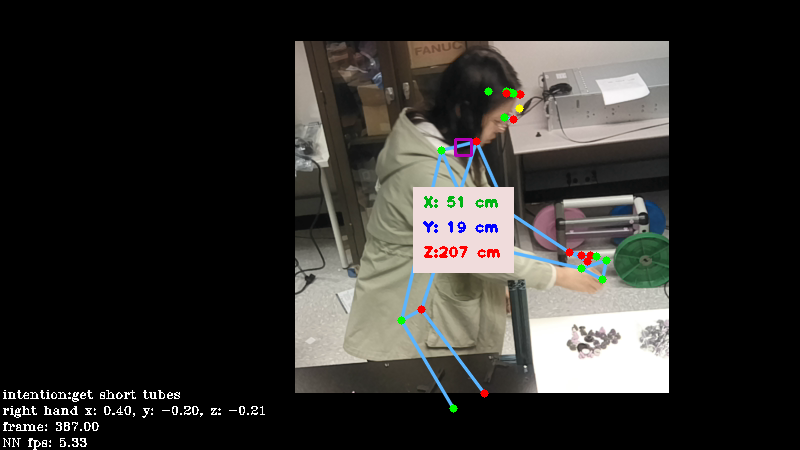 FANUC
X: 51 cm
Y: 19 cm
Z:207 cm
intention:get short tubes
right hand x: 0.40, y: -0.20, z: -0.21
frame: 387.00
NN fps: 5.33